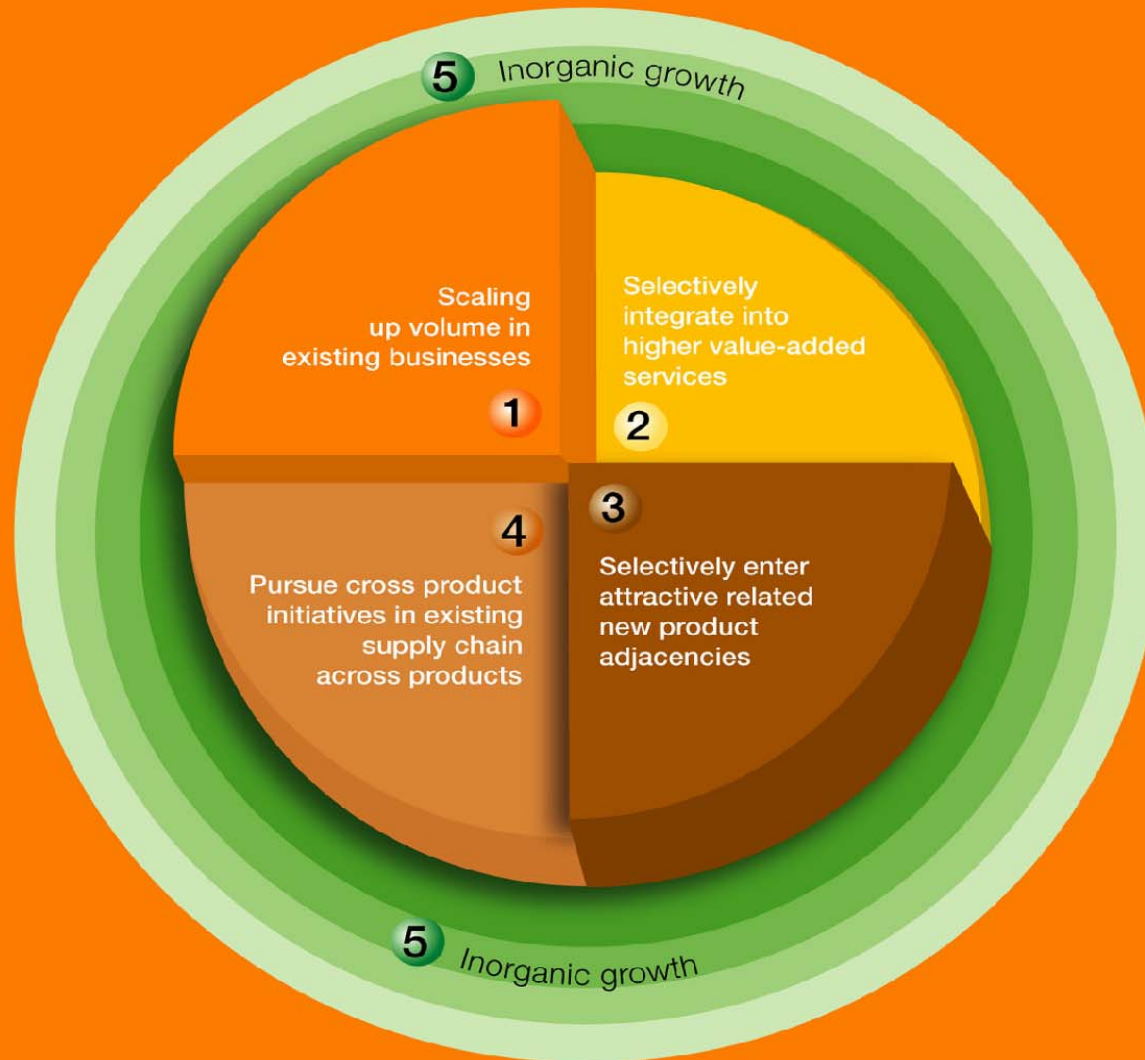 5 Inorganic growth
Scaling
up volume in
existing businesses
1
Selectively
integrate into
higher value-added
services
2
3
Selectively enter
attractive related
new product
adjacencies
4
Pursue cross product
initiatives in existing
supply chain
across products
5 Inorganic growth